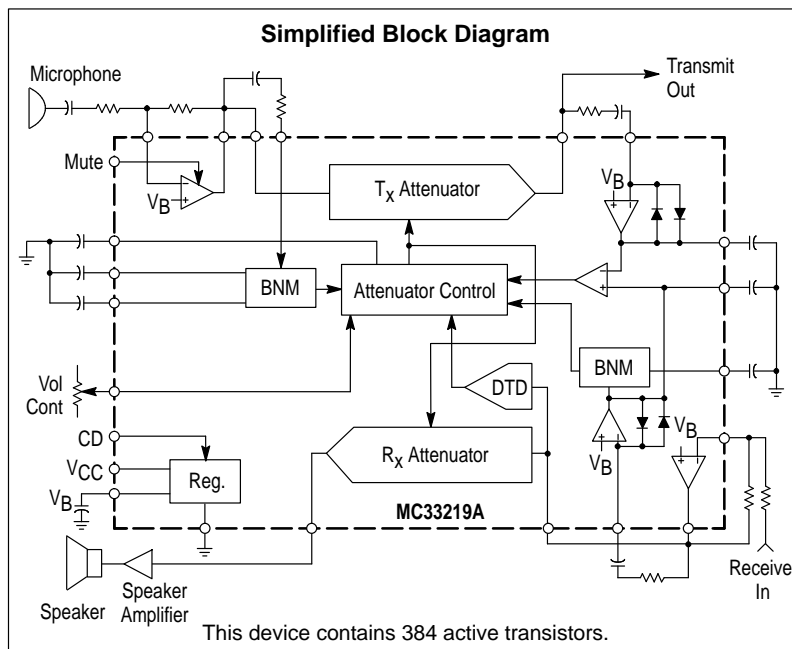 Simplified Block Diagram
Microphone
Transmit
Out
Mute
VB
Tx Attenuator
VB
BNM
Attenuator Control
BNM
Vol
Cont
DTD
CD
VCC
VB
Reg.
Rx Attenuator
VB
VB
MC33219A
Speaker
Speaker
Amplifier
Receive
In
This device contains 384 active transistors.